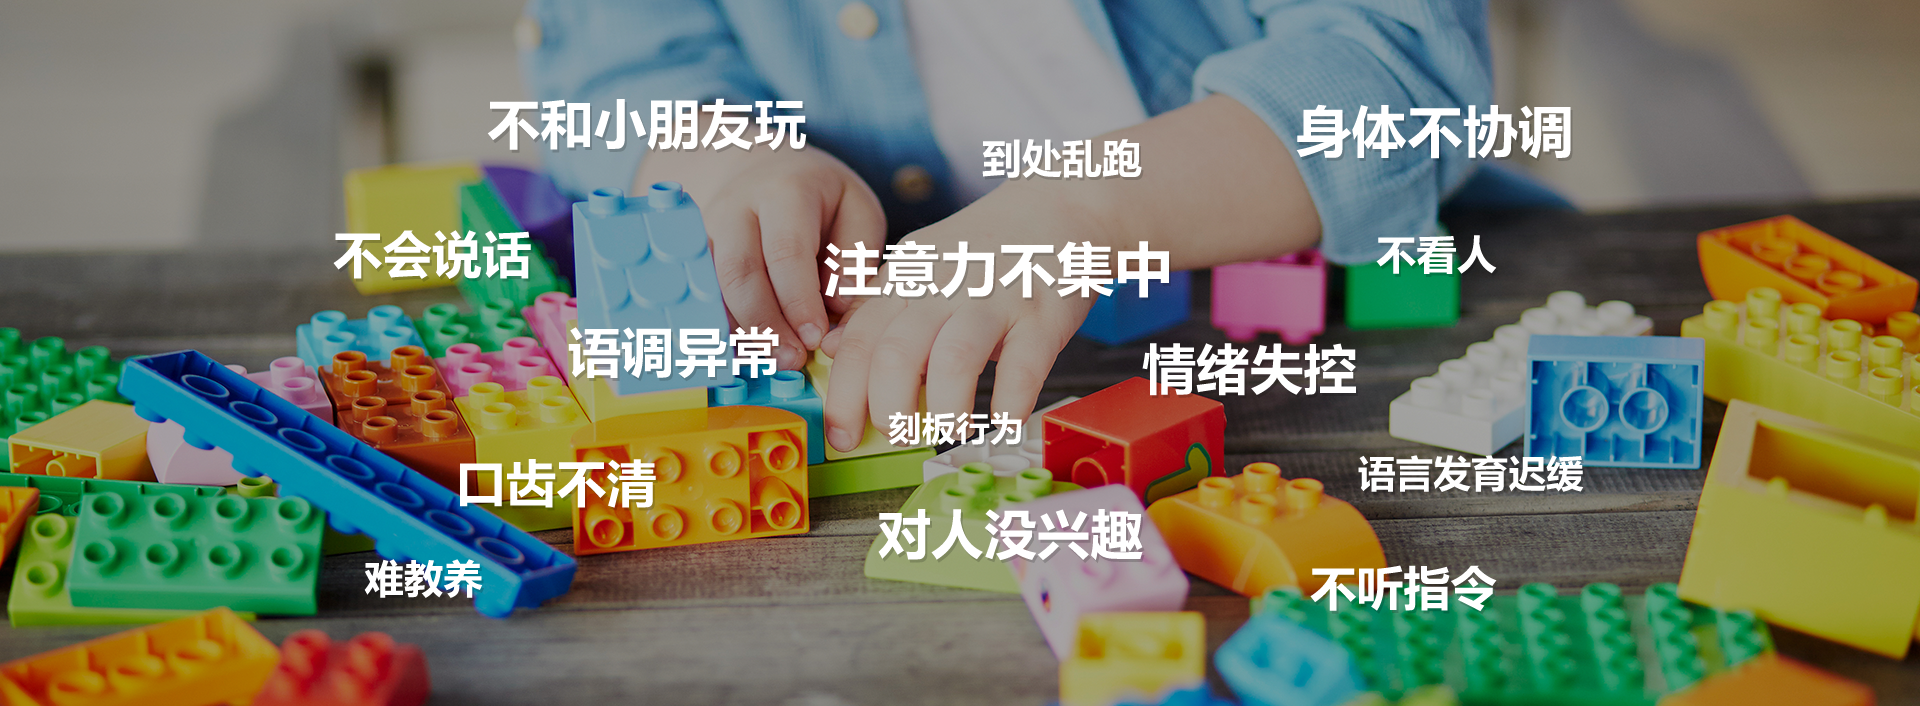 不和小朋友玩
到处乱跑
身体不协调
不会说话
注意力不集中
不看人
语调异常
情绪失控
刻板行为
口齿不清
语言发育迟缓
对人没兴趣
难教养
不听指令